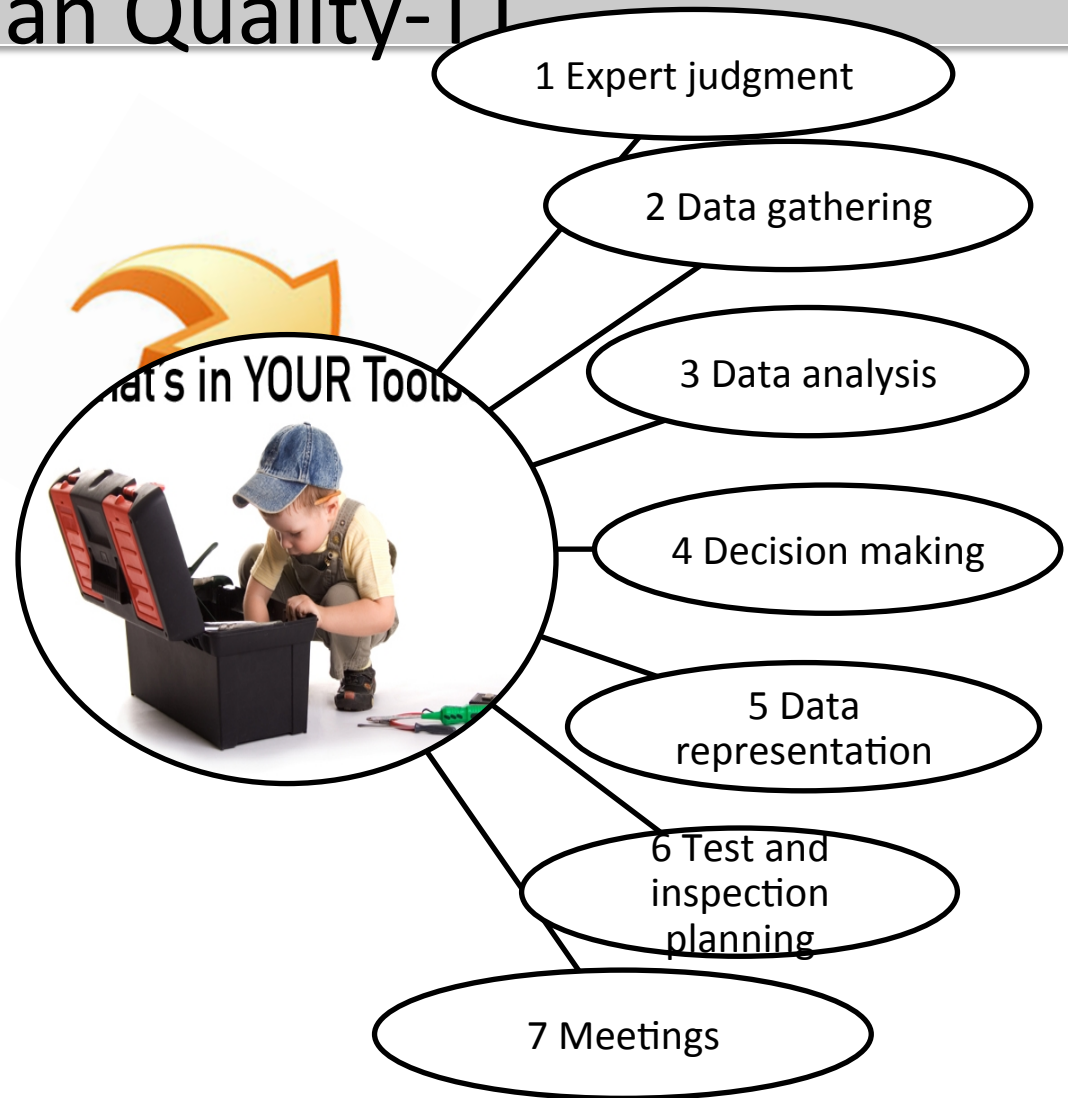 an Quality-TT
1 Expert judgment
2 Data gathering
at's in YOUR Toolb
3 Data analysis
4 Decision making
5 Data
representation
6 Test and
inspection
planning
7 Meetings